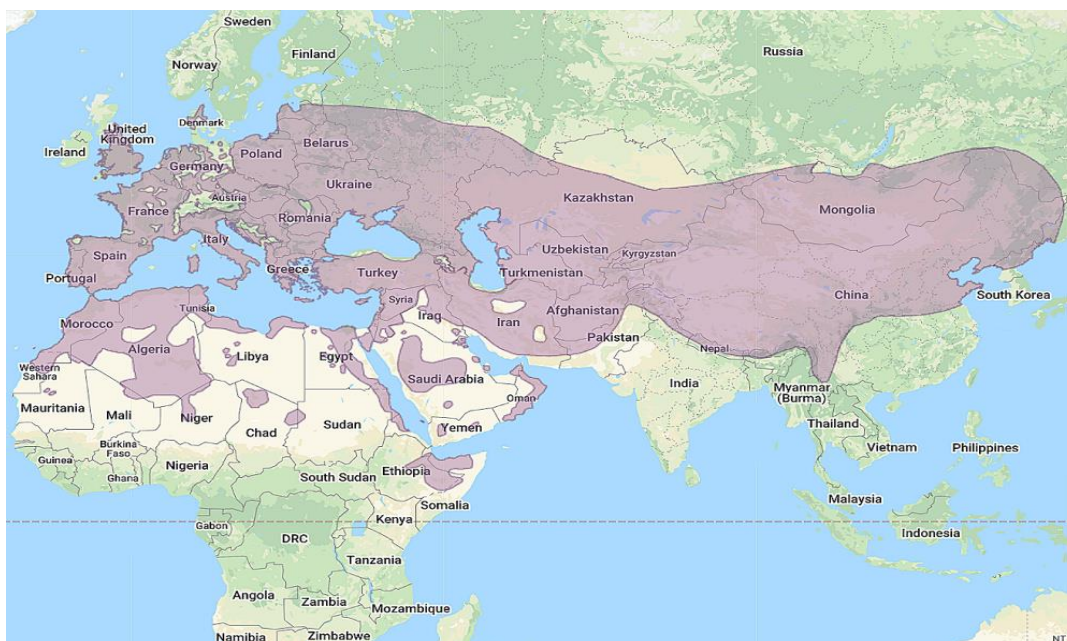 Sweden
Finland
Norway
Russia
Denmark
United
Kingdom
Ireland
Belarus
Poland
Germany
Ukraine
Austria
France
Romania
Kazakhstan
Mongolia
Italy
Uzbekistan
Kyrgyzstan
Spain
Portugal
Greece
Turkey
Turkmenistan
China
South Korea
Tunisia
Syria
Iraq
Iran
Afghanistan
Morocco
Algeria
Pakistan
Nepal
Libya
Egypt
Western
Sahara
Saudi Arabia
India
Mauritania
Mali
Niger
Oman
Myanmar
(Burma)
Chad
Sudan
Yemen
Thailand
Burkina
Faso
Vietnam
Philippines
Guinea
Nigeria
Ethiopia
Ghana
South Sudan
Malaysia
Somalia
Kenya
Gabon
DRC
Indonesia
Tanzania
Angola
Zambia
Mozambique
Namibia
Zimbabwe
NT